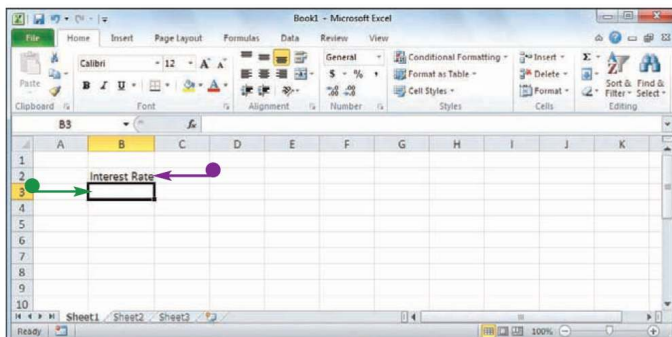 Book1 - Microsoft Excel
File Home Insert Page Layout Formulas Data Review View
Calibri 12 A A General Conditional Formatting Insert Σ
Paste B I U A $ % , Format as Table Delete Sort & Find &
.00 .00 Cell Styles Format Filter Select
Clipboard Font Alignment Number Styles Cells Editing
B3 fx
A B C D E F G H I J K
1
2 Interest Rate
3
4
5
6
7
8
9
10
Sheet1 Sheet2 Sheet3
Ready 100%